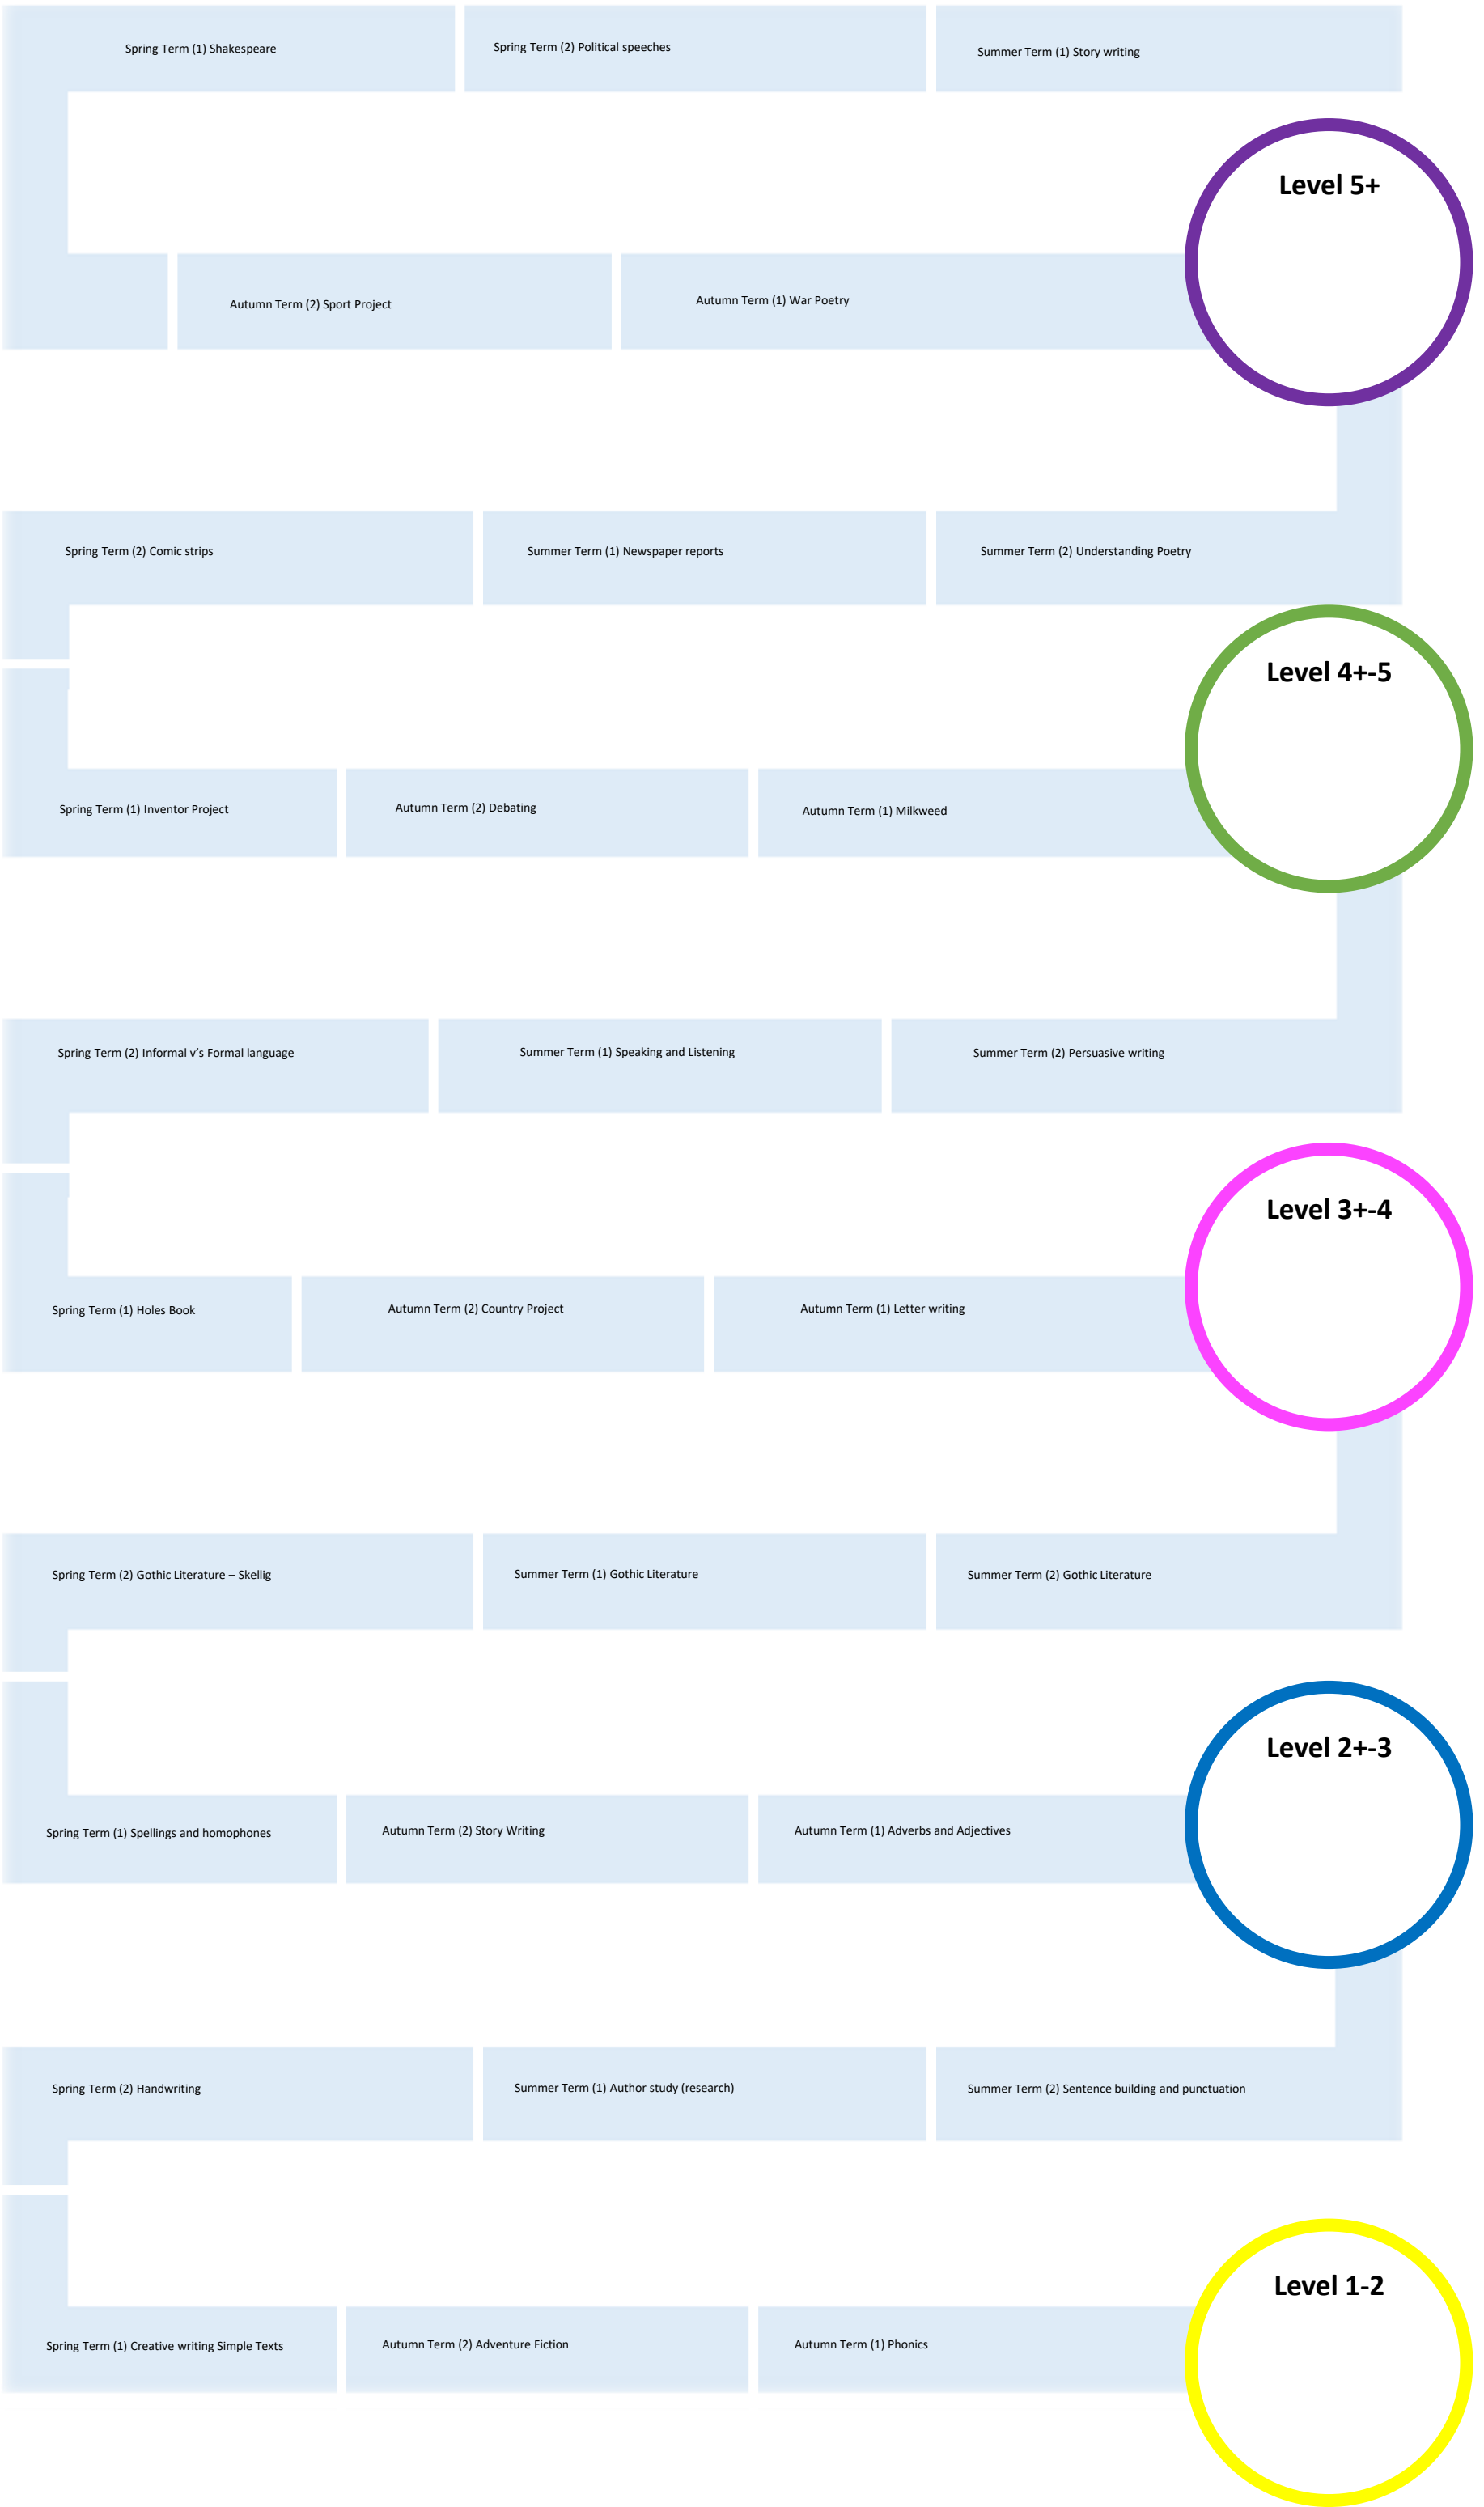 Spring Term (1) Shakespeare
Spring Term (2) Political speeches
Summer Term (1) Story writing
Level 5+
Autumn Term (2) Sport Project
Autumn Term (1) War Poetry
Spring Term (2) Comic strips
Summer Term (1) Newspaper reports
Summer Term (2) Understanding Poetry
Level 4+-5
Spring Term (1) Inventor Project
Autumn Term (2) Debating
Autumn Term (1) Milkweed
Spring Term (2) Informal v’s Formal language
Summer Term (1) Speaking and Listening
Summer Term (2) Persuasive writing
Level 3+-4
Spring Term (1) Holes Book
Autumn Term (2) Country Project
Autumn Term (1) Letter writing
Spring Term (2) Gothic Literature – Skellig
Summer Term (1) Gothic Literature
Summer Term (2) Gothic Literature
Level 2+-3
Spring Term (1) Spellings and homophones
Autumn Term (2) Story Writing
Autumn Term (1) Adverbs and Adjectives
Spring Term (2) Handwriting
Summer Term (1) Author study (research)
Summer Term (2) Sentence building and punctuation
Level 1-2
Spring Term (1) Creative writing Simple Texts
Autumn Term (2) Adventure Fiction
Autumn Term (1) Phonics